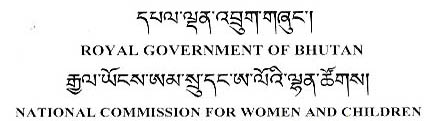 དཔལ་ལྡན་འབྲུག་གཞུང་།
ROYAL GOVERNMENT OF BHUTAN
རྒྱལ་ཡོངས་ཨམ་སྲུ་དང་ཨ་ལོའི་ལྷན་ཚོགས།
NATIONAL COMMISSION FOR WOMEN AND CHILDREN